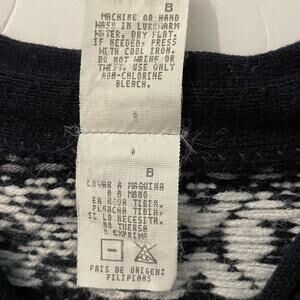 B
MACHINE OR HAND
WASH IN LUKEWARM
WATER. DRY FLAT.
IF NEEDED, PRESS
WITH COOL IRON.
DO NOT WRING OR
TWIST. USE ONLY
NON-CHLORINE
BLEACH.
B
LAVAR A MAQUINA
O A MANO
EN AGUA TIBIA.
PLANCHA TIBIA,
SI LO NECESITA.
NO TUERSA
O EXPRIMA
PAIS DE ORIGEN:
FILIPINAS